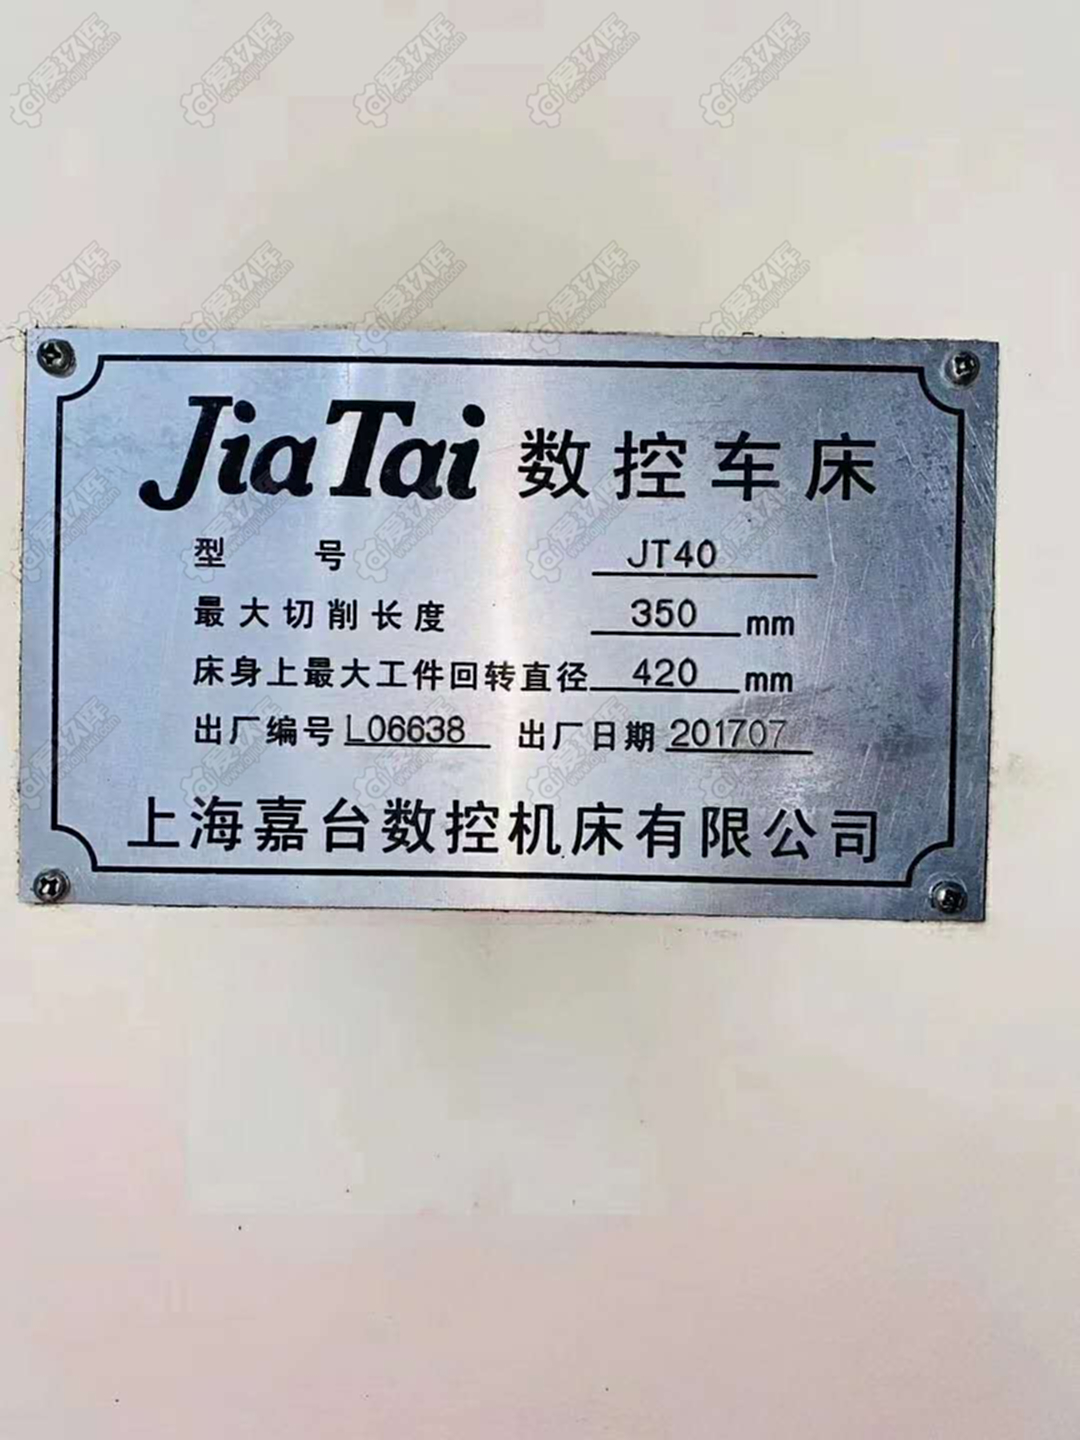 JiaTai 数控车床
型号 JT40
最大切削长度 350 mm
床身上最大工件回转直径 420 mm
出厂编号 L06638 出厂日期 201707
上海嘉台数控机床有限公司